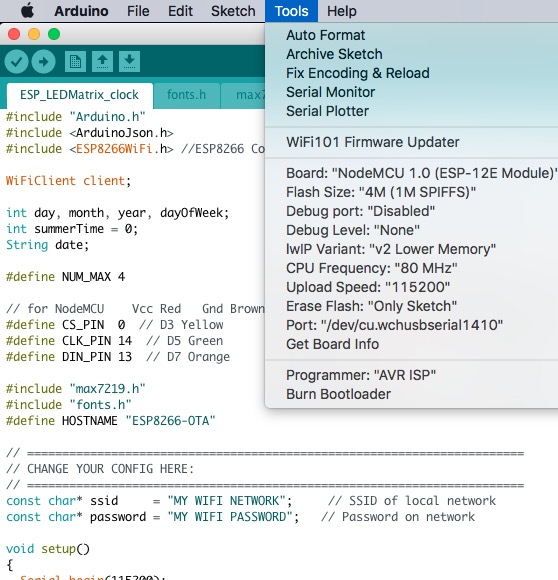 Arduino File Edit Sketch Tools Help
Auto Format
Archive Sketch
Fix Encoding & Reload
Serial Monitor
Serial Plotter
WiFi101 Firmware Updater
Board: "NodeMCU 1.0 (ESP-12E Module)"
Flash Size: "4M (1M SPIFFS)"
Debug port: "Disabled"
Debug Level: "None"
lwIP Variant: "v2 Lower Memory"
CPU Frequency: "80 MHz"
Upload Speed: "115200"
Erase Flash: "Only Sketch"
Port: "/dev/cu.wchusbserial1410"
Get Board Info
Programmer: "AVR ISP"
Burn Bootloader
ESP_LEDMatrix_clock fonts.h max7
#include "Arduino.h"
#include <ArduinoJson.h>
#include <ESP8266WiFi.h> //ESP8266 Co
WiFiClient client;
int day, month, year, dayOfWeek;
int summerTime = 0;
String date;
#define NUM_MAX 4
// for NodeMCU    Vcc Red   Gnd Brown
#define CS_PIN  0  // D3 Yellow
#define CLK_PIN 14  // D5 Green
#define DIN_PIN 13  // D7 Orange
#include "max7219.h"
#include "fonts.h"
#define HOSTNAME "ESP8266-OTA"
// =======================================================================
// CHANGE YOUR CONFIG HERE:
// =======================================================================
const char* ssid     = "MY WIFI NETWORK";     // SSID of local network
const char* password = "MY WIFI PASSWORD";   // Password on network
void setup()
{
Serial.begin(115200);